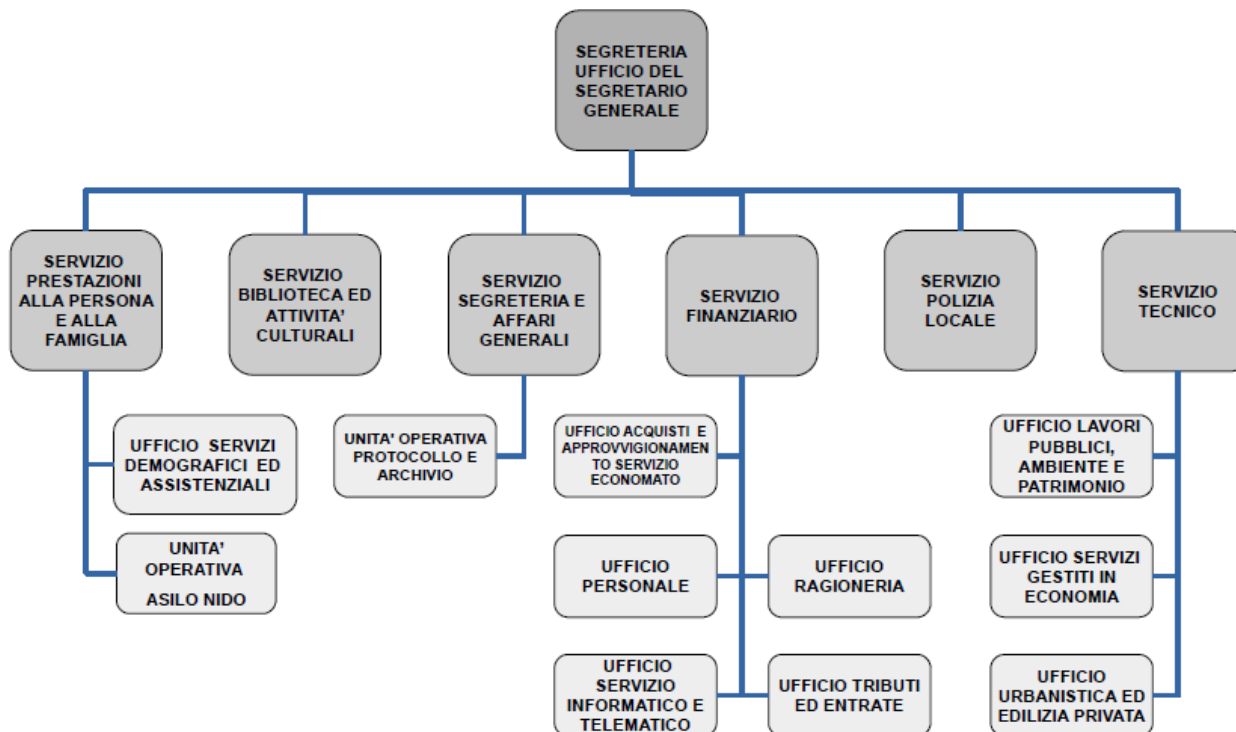 SEGRETERIA
UFFICIO DEL
SEGRETARIO
GENERALE
SERVIZIO
PRESTAZIONI
ALLA PERSONA
E ALLA
FAMIGLIA
SERVIZIO
BIBLIOTECA ED
ATTIVITA’
CULTURALI
SERVIZIO
SEGRETERIA E
AFFARI
GENERALI
SERVIZIO
FINANZIARIO
SERVIZIO
POLIZIA
LOCALE
SERVIZIO
TECNICO
UFFICIO SERVIZI
DEMOGRAFICI ED
ASSISTENZIALI
UNITA' OPERATIVA
PROTOCOLLO E
ARCHIVIO
UFFICIO ACQUISTI E
APPROVVIGIONAMEN
TO SERVIZIO
ECONOMATO
UFFICIO LAVORI
PUBBLICI,
AMBIENTE E
PATRIMONIO
UNITA’
OPERATIVA
ASILO NIDO
UFFICIO
PERSONALE
UFFICIO
RAGIONERIA
UFFICIO SERVIZI
GESTITI IN
ECONOMIA
UFFICIO
SERVIZIO
INFORMATICO E
TELEMATICO
UFFICIO TRIBUTI
ED ENTRATE
UFFICIO
URBANISTICA ED
EDILIZIA PRIVATA